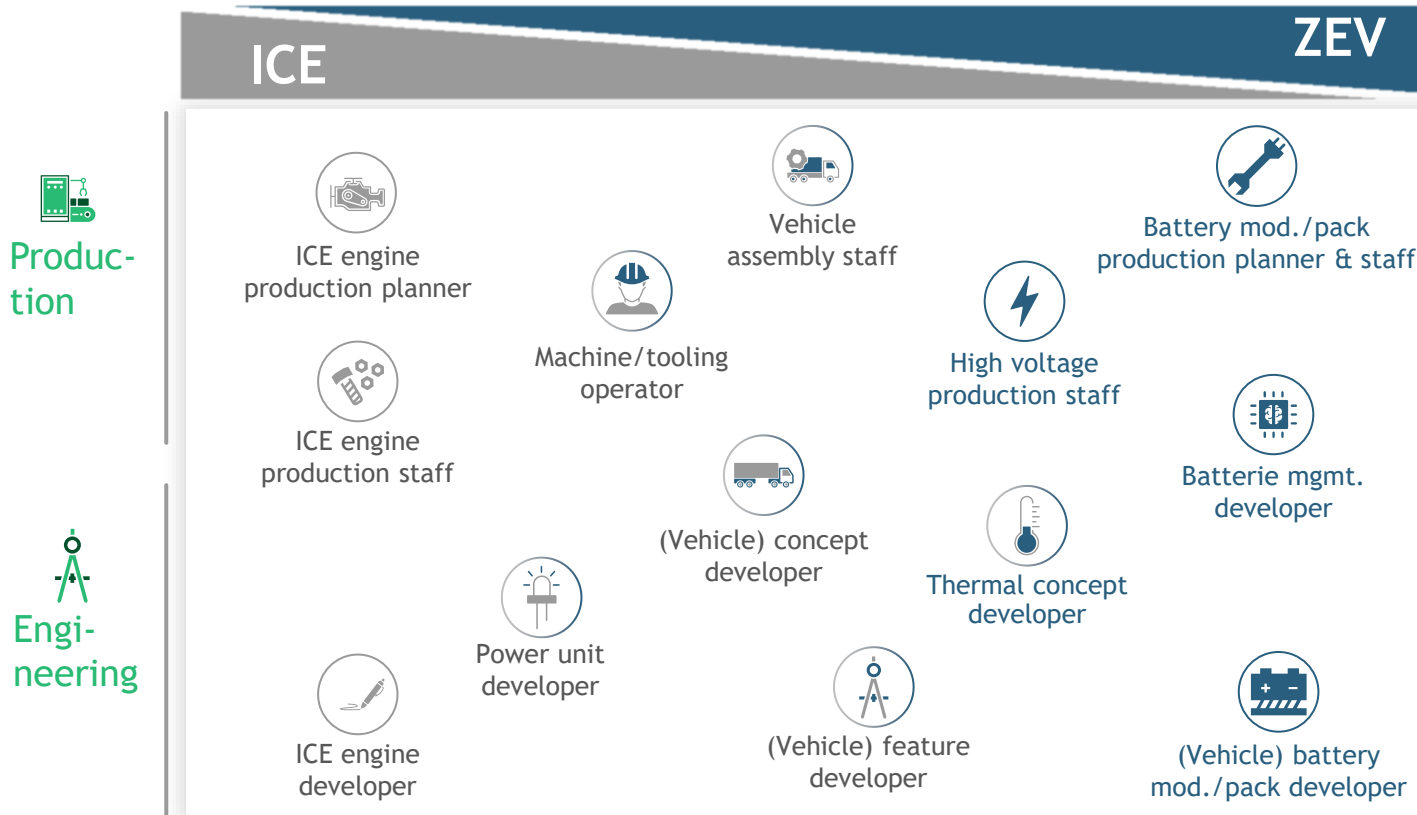 ICE
ZEV
Produc-
tion
ICE engine
production planner
Vehicle
assembly staff
Battery mod./pack
production planner & staff
Machine/tooling
operator
High voltage
production staff
ICE engine
production staff
Batterie mgmt.
developer
Engi-
neering
(Vehicle) concept
developer
Thermal concept
developer
Power unit
developer
ICE engine
developer
(Vehicle) feature
developer
(Vehicle) battery
mod./pack developer